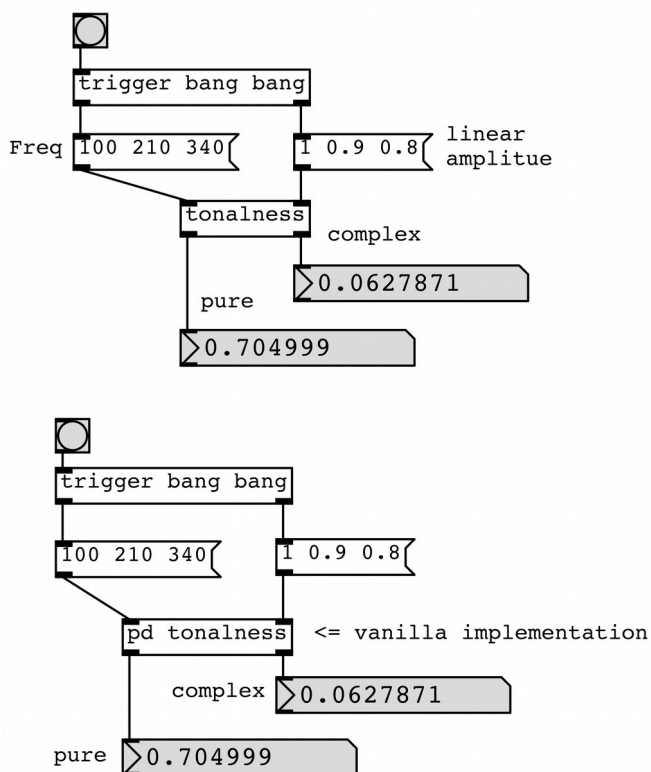 trigger bang bang
Freq
100 210 340
1 0.9 0.8
linear
amplitue
tonalness
complex
0.0627871
pure
0.704999
trigger bang bang
100 210 340
1 0.9 0.8
pd tonalness
<= vanilla implementation
complex
0.0627871
pure
0.704999